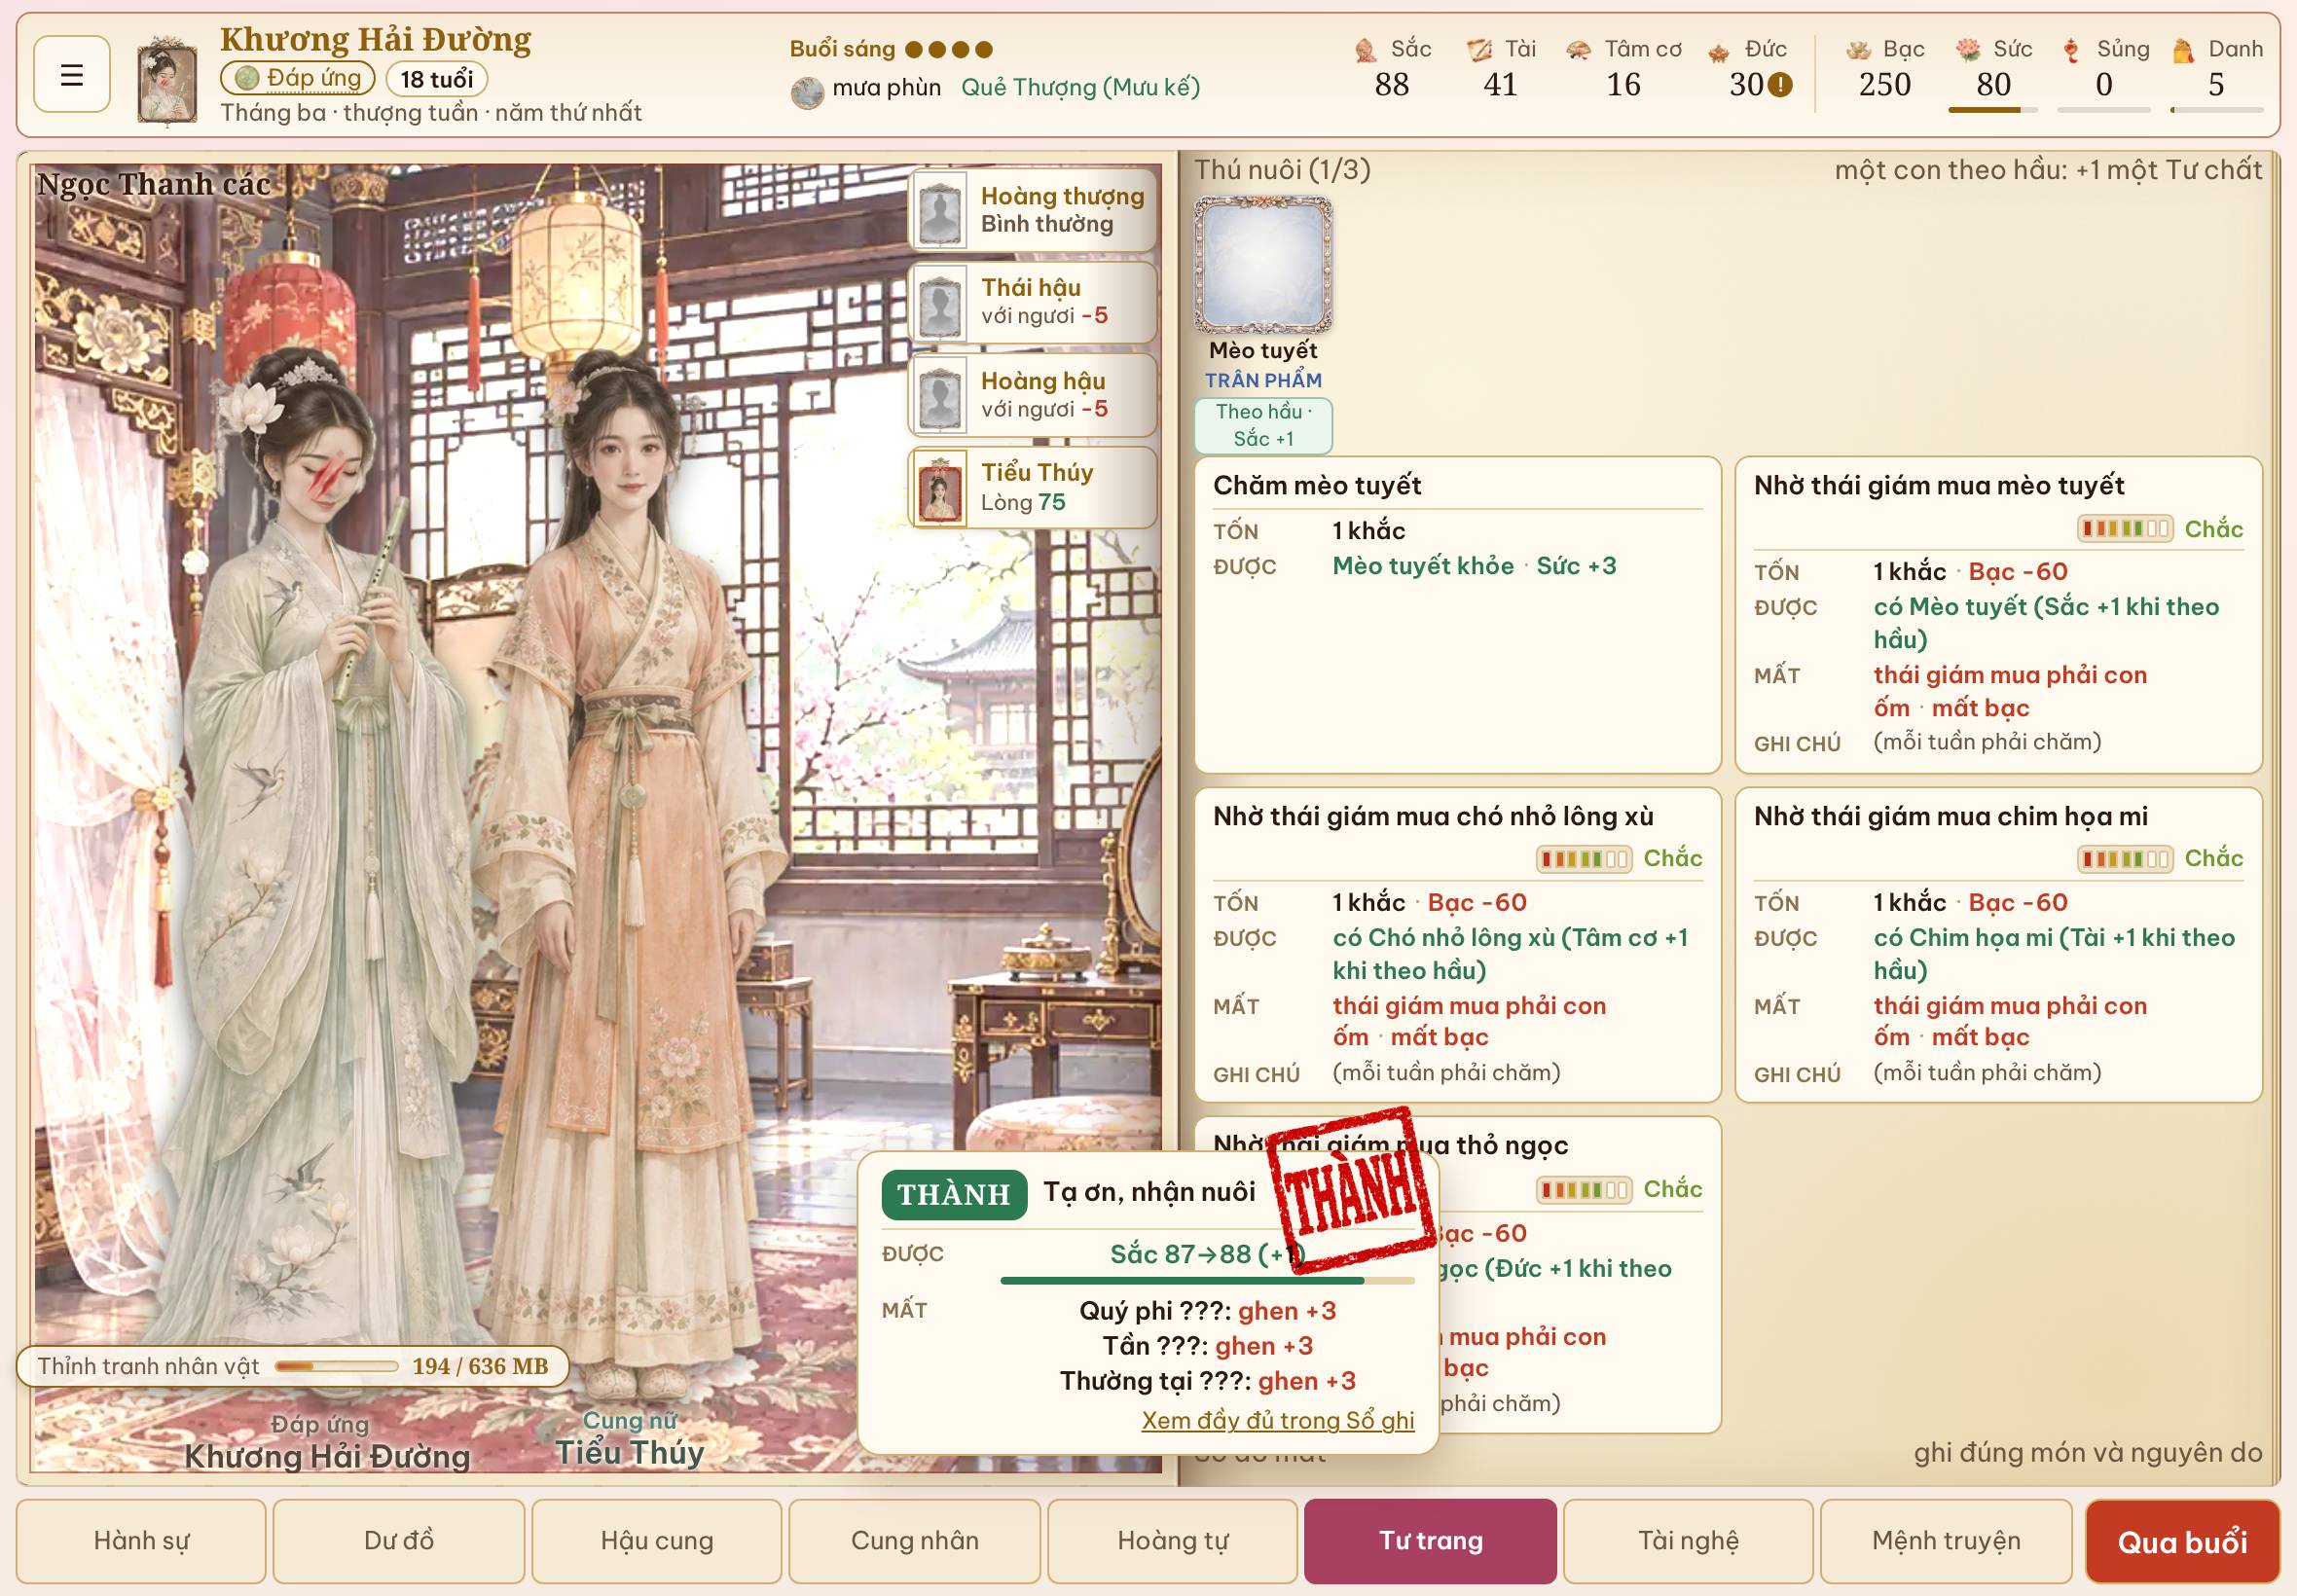 Khương Hải Đường
Đáp ứng
18 tuổi
Tháng ba · thượng tuần · năm thứ nhất
Buổi sáng
mưa phùn Quẻ Thượng (Mưu kế)
Sắc Tài Tâm cơ Đức Bạc Sức Sủng Danh
88 41 16 30 ! 250 80 0 5
Ngọc Thanh các
Hoàng thượng
Bình thường
Thái hậu
với ngươi -5
Hoàng hậu
với ngươi -5
Tiểu Thúy
Lòng 75
Thỉnh tranh nhân vật 194 / 636 MB
Đáp ứng
Khương Hải Đường
Cung nữ
Tiểu Thúy
Thú nuôi (1/3) một con theo hầu: +1 một Tư chất
Mèo tuyết
TRÂN PHẨM
Theo hầu ·
Sắc +1
Chăm mèo tuyết
TỐN 1 khắc
ĐƯỢC Mèo tuyết khỏe · Sức +3
Nhờ thái giám mua mèo tuyết
Chắc
TỐN 1 khắc · Bạc -60
ĐƯỢC có Mèo tuyết (Sắc +1 khi theo
hầu)
MẤT thái giám mua phải con
ốm · mất bạc
GHI CHÚ (mỗi tuần phải chăm)
Nhờ thái giám mua chó nhỏ lông xù
Chắc
TỐN 1 khắc · Bạc -60
ĐƯỢC có Chó nhỏ lông xù (Tâm cơ +1
khi theo hầu)
MẤT thái giám mua phải con
ốm · mất bạc
GHI CHÚ (mỗi tuần phải chăm)
Nhờ thái giám mua chim họa mi
Chắc
TỐN 1 khắc · Bạc -60
ĐƯỢC có Chim họa mi (Tài +1 khi theo
hầu)
MẤT thái giám mua phải con
ốm · mất bạc
GHI CHÚ (mỗi tuần phải chăm)
Nhờ thái giám mua thỏ ngọc
Chắc
Bạc -60
ngọc (Đức +1 khi theo
mua phải con
bạc
phải chăm)
THÀNH Tạ ơn, nhận nuôi
THÀNH
ĐƯỢC Sắc 87→88 (+1)
MẤT Quý phi ???: ghen +3
Tần ???: ghen +3
Thường tại ???: ghen +3
Xem đầy đủ trong Sổ ghi
ghi đúng món và nguyên do
Hành sự
Dư đồ
Hậu cung
Cung nhân
Hoàng tự
Tư trang
Tài nghệ
Mệnh truyện
Qua buổi